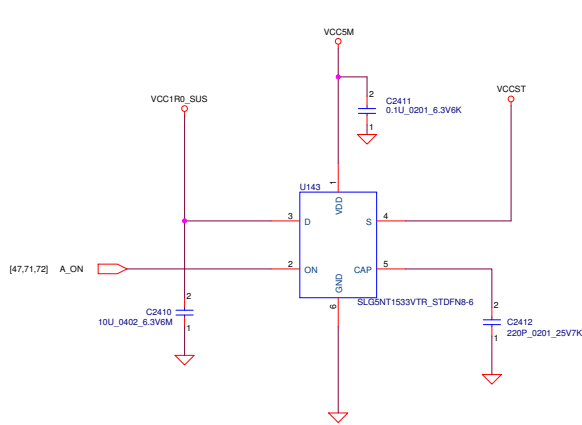 VCC5M
VCC1R0_SUS
VCCST
2
C2411
0.1U_0201_6.3V6K
1
U143
1
VDD
3
D
S
4
[47,71,72]
A_ON
2
ON
CAP
5
GND
6
SLG5NT1533VTR_STDFN8-6
2
C2410
10U_0402_6.3V6M
1
2
C2412
220P_0201_25V7K
1